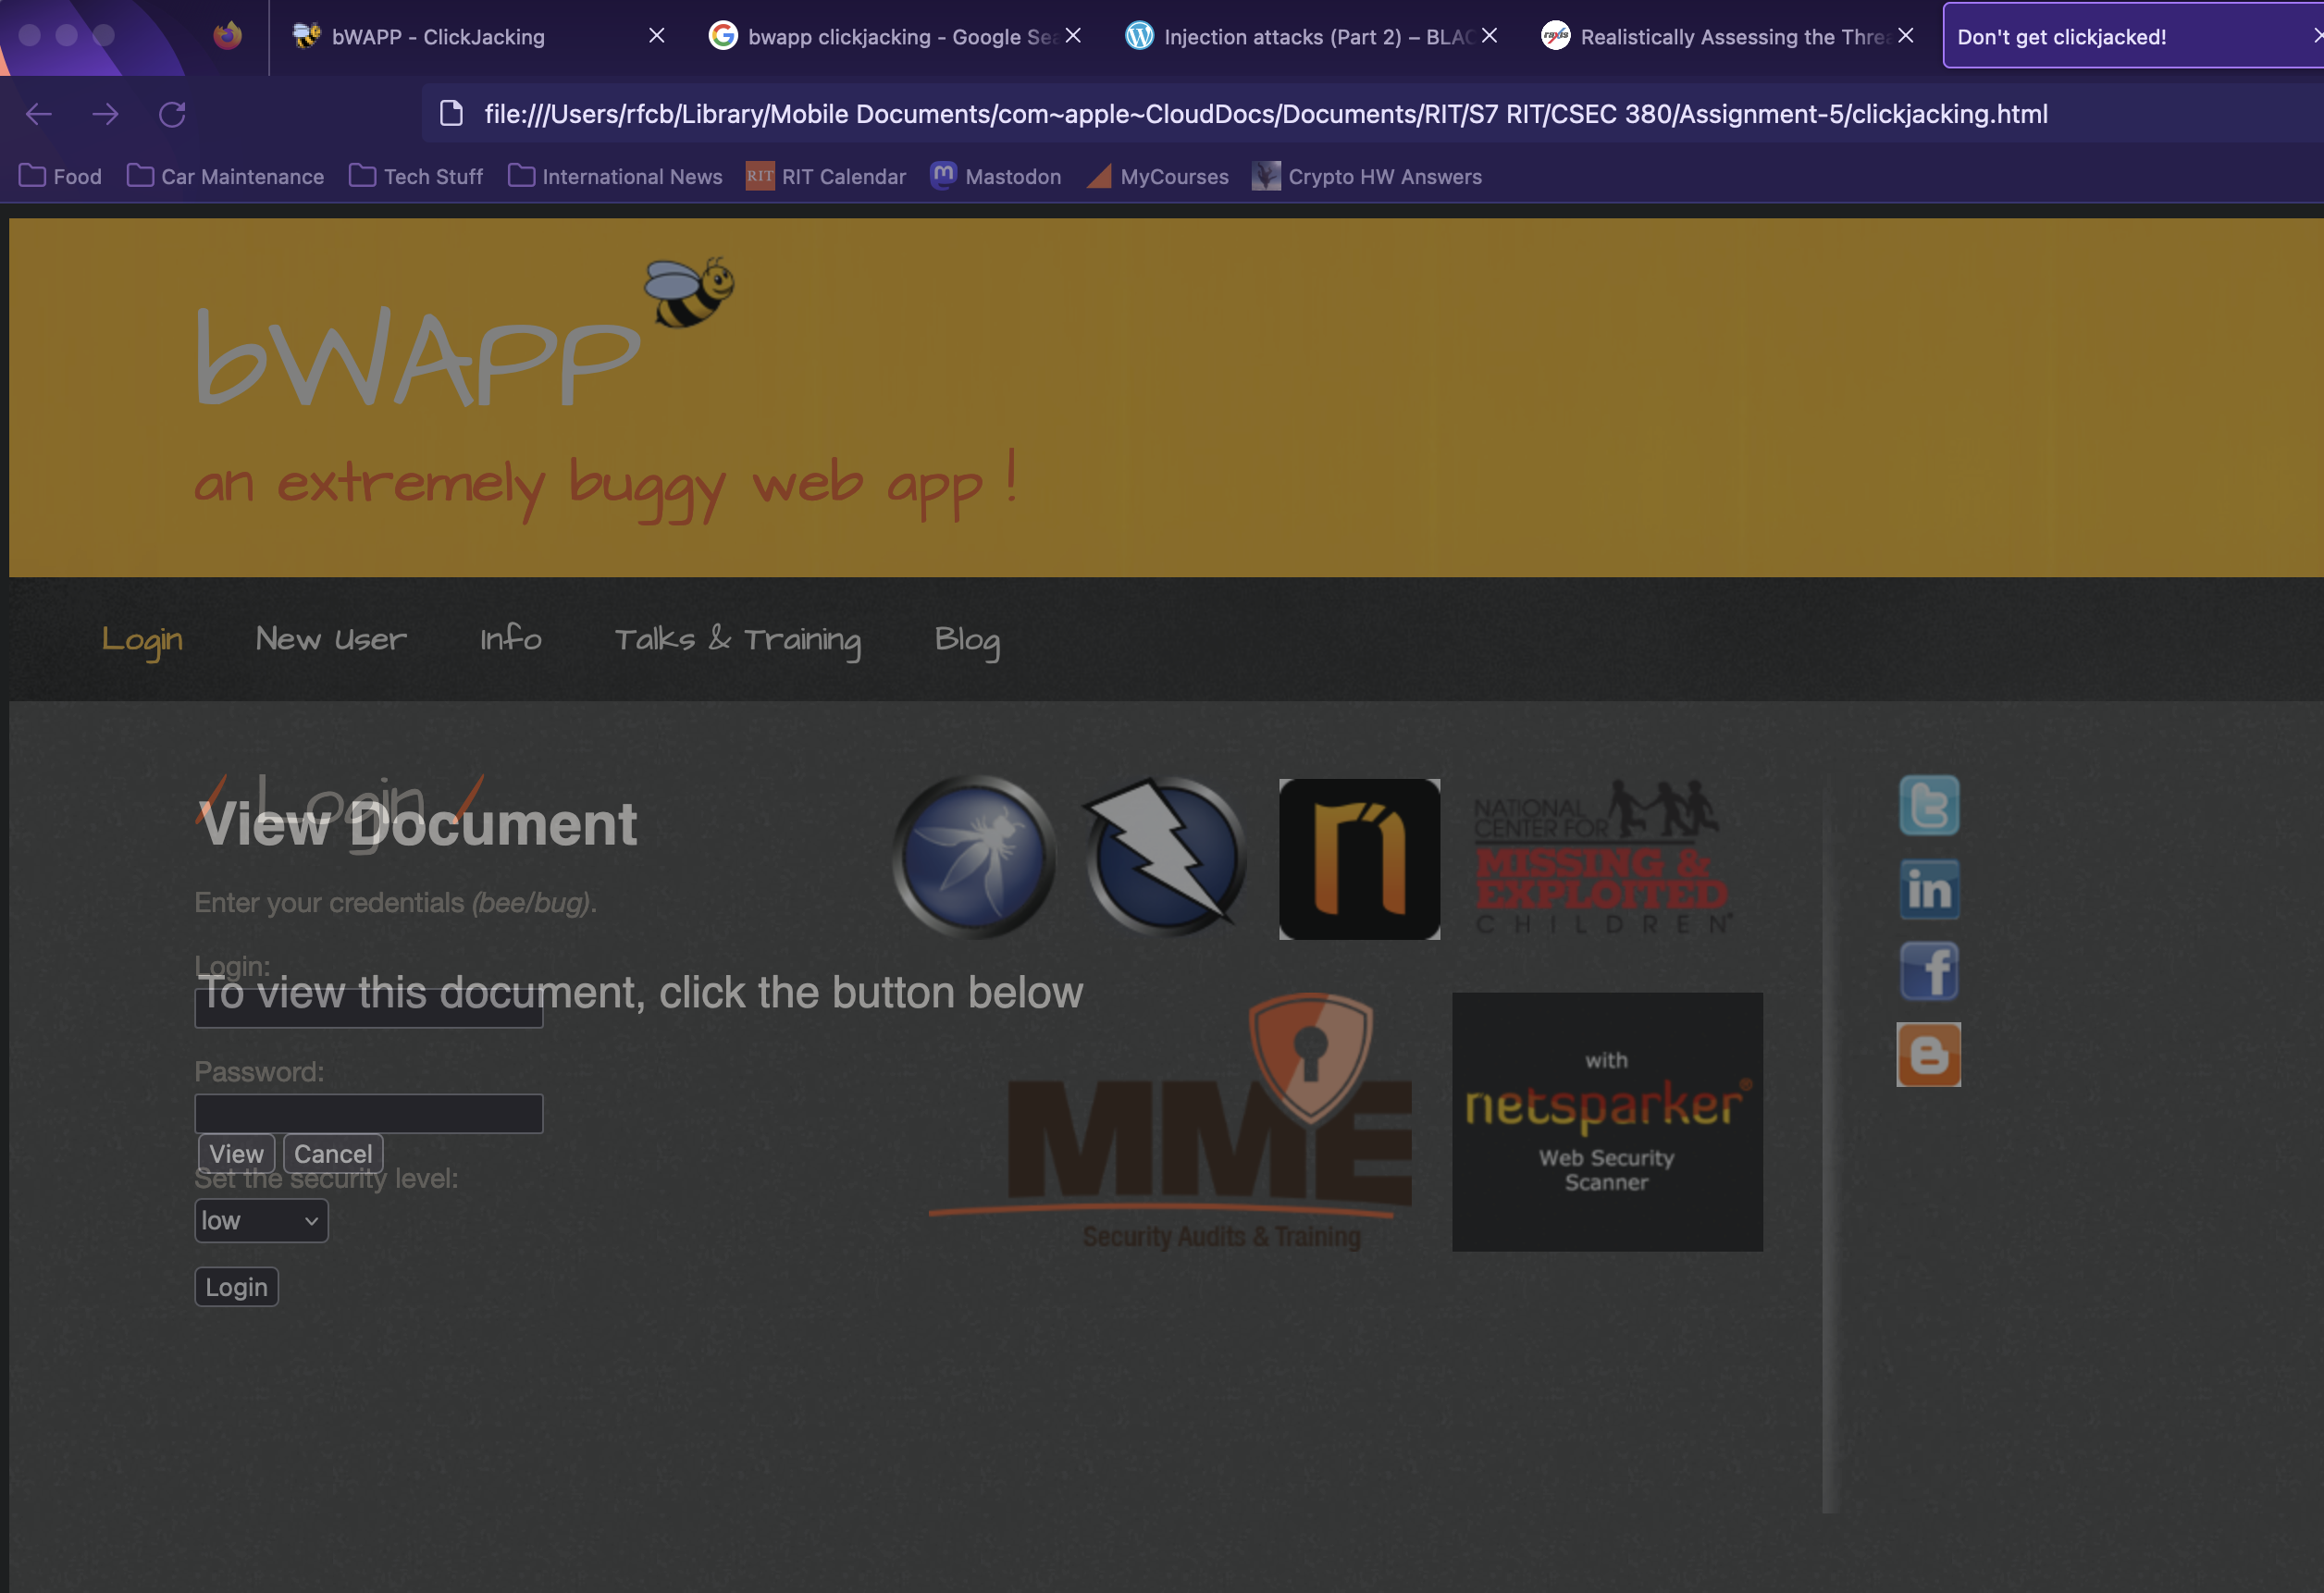 bWAPP - ClickJacking
bwapp clickjacking - Google Sea
Injection attacks (Part 2) – BLAC
Realistically Assessing the Threa
Don't get clickjacked!
file:///Users/rfcb/Library/Mobile Documents/com~apple~CloudDocs/Documents/RIT/S7 RIT/CSEC 380/Assignment-5/clickjacking.html
Food
Car Maintenance
Tech Stuff
International News
RIT
RIT Calendar
Mastodon
MyCourses
Crypto HW Answers
bWAPP
an extremely buggy web app !
Login
New User
Info
Talks & Training
Blog
/ Login /
View Document
Enter your credentials (bee/bug).
Login:
To view this document, click the button below
Password:
View
Cancel
Set the security level:
low
Login
NATIONAL
CENTER FOR
MISSING &
EXPLOITED
CHILDREN®
MME
Security Audits & Training
with
netsparker®
Web Security
Scanner
in
f